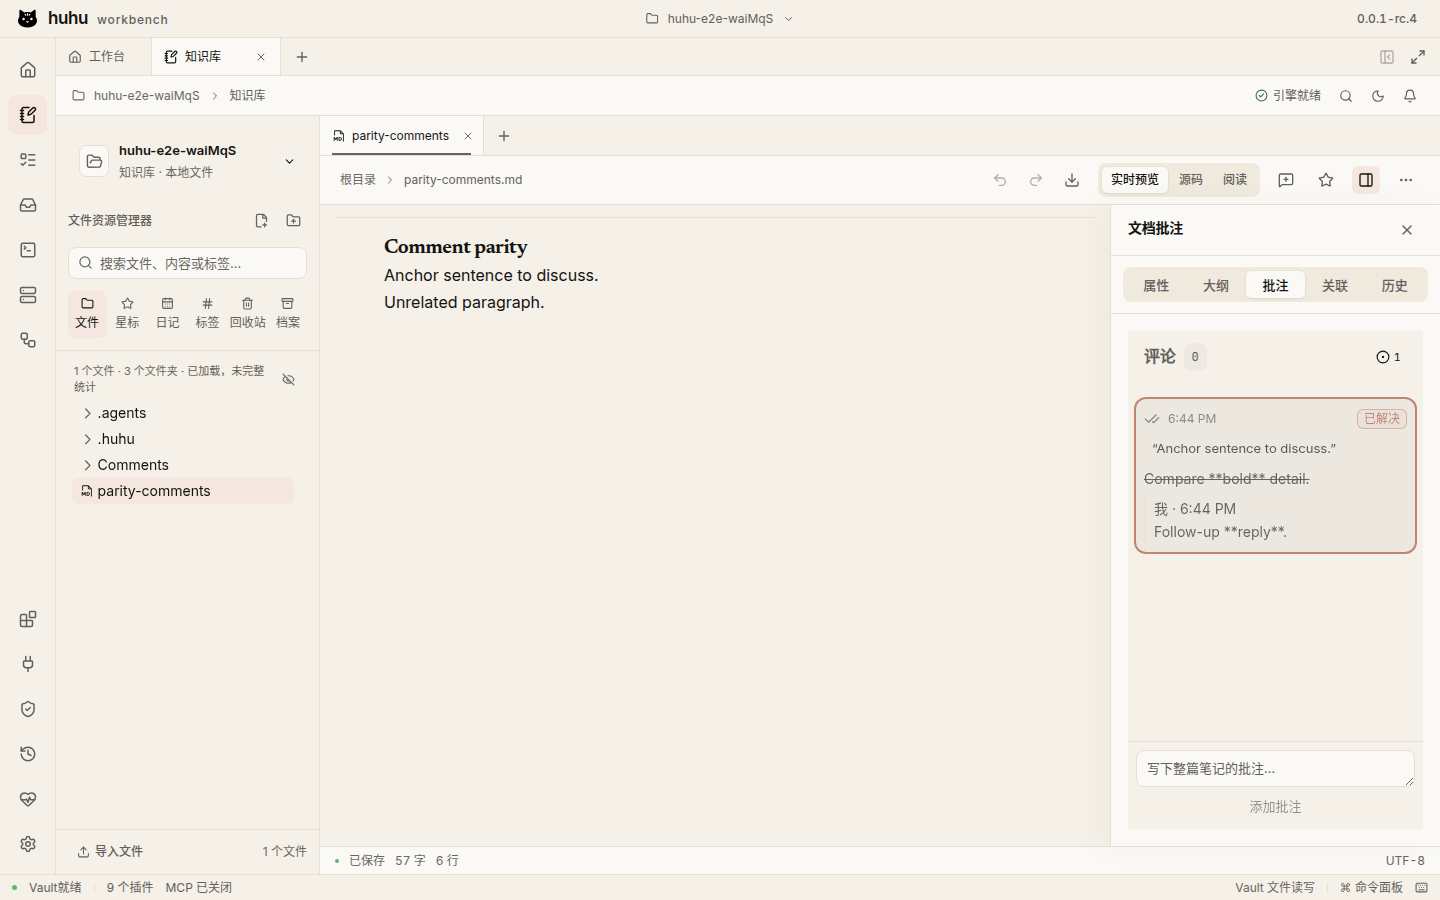 huhu workbench
huhu-e2e-waiMqS
0.0.1-rc.4
工作台
知识库
huhu-e2e-waiMqS
知识库
引擎就绪
huhu-e2e-waiMqS
知识库 · 本地文件
文件资源管理器
搜索文件、内容或标签...
文件
星标
日记
标签
回收站
档案
1 个文件 · 3 个文件夹 · 已加载，未完整
统计
.agents
.huhu
Comments
parity-comments
导入文件
1 个文件
parity-comments
根目录
parity-comments.md
实时预览
源码
阅读
Comment parity
Anchor sentence to discuss.
Unrelated paragraph.
文档批注
属性
大纲
批注
关联
历史
评论 0
1
6:44 PM
已解决
“Anchor sentence to discuss.”
Compare **bold** detail.
我 · 6:44 PM
Follow-up **reply**.
写下整篇笔记的批注...
添加批注
已保存 57 字 6 行
UTF-8
Vault就绪
9 个插件
MCP 已关闭
Vault 文件读写
⌘ 命令面板